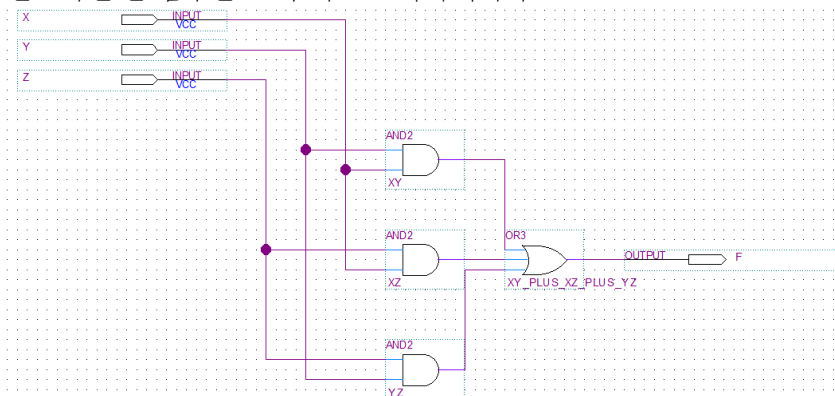 X
INPUT
VCC
Y
INPUT
VCC
Z
INPUT
VCC
AND2
XY
AND2
XZ
OR3
XY_PLUS_XZ_PLUS_YZ
OUTPUT
F
AND2
YZ